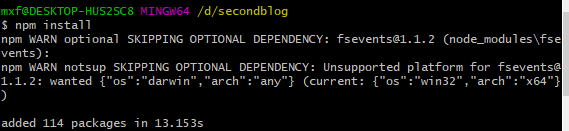 mxf@DESKTOP-HUS2SC8 MINGW64 /d/secondblog
$ npm install
npm WARN optional SKIPPING OPTIONAL DEPENDENCY: fsevents@1.1.2 (node_modules\fse
vents):
npm WARN notsup SKIPPING OPTIONAL DEPENDENCY: Unsupported platform for fsevents@
1.1.2: wanted {"os":"darwin","arch":"any"} (current: {"os":"win32","arch":"x64"}
)
added 114 packages in 13.153s